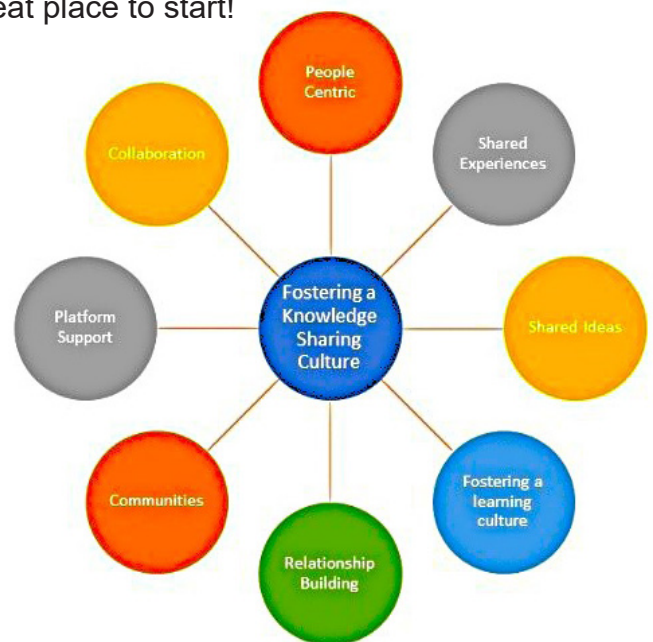 eat place to start!
People
Centric
Shared
Experiences
Shared Ideas
Fostering a
learning
culture
Relationship
Building
Communities
Platform
Support
Collaboration
Fostering a
Knowledge
Sharing
Culture